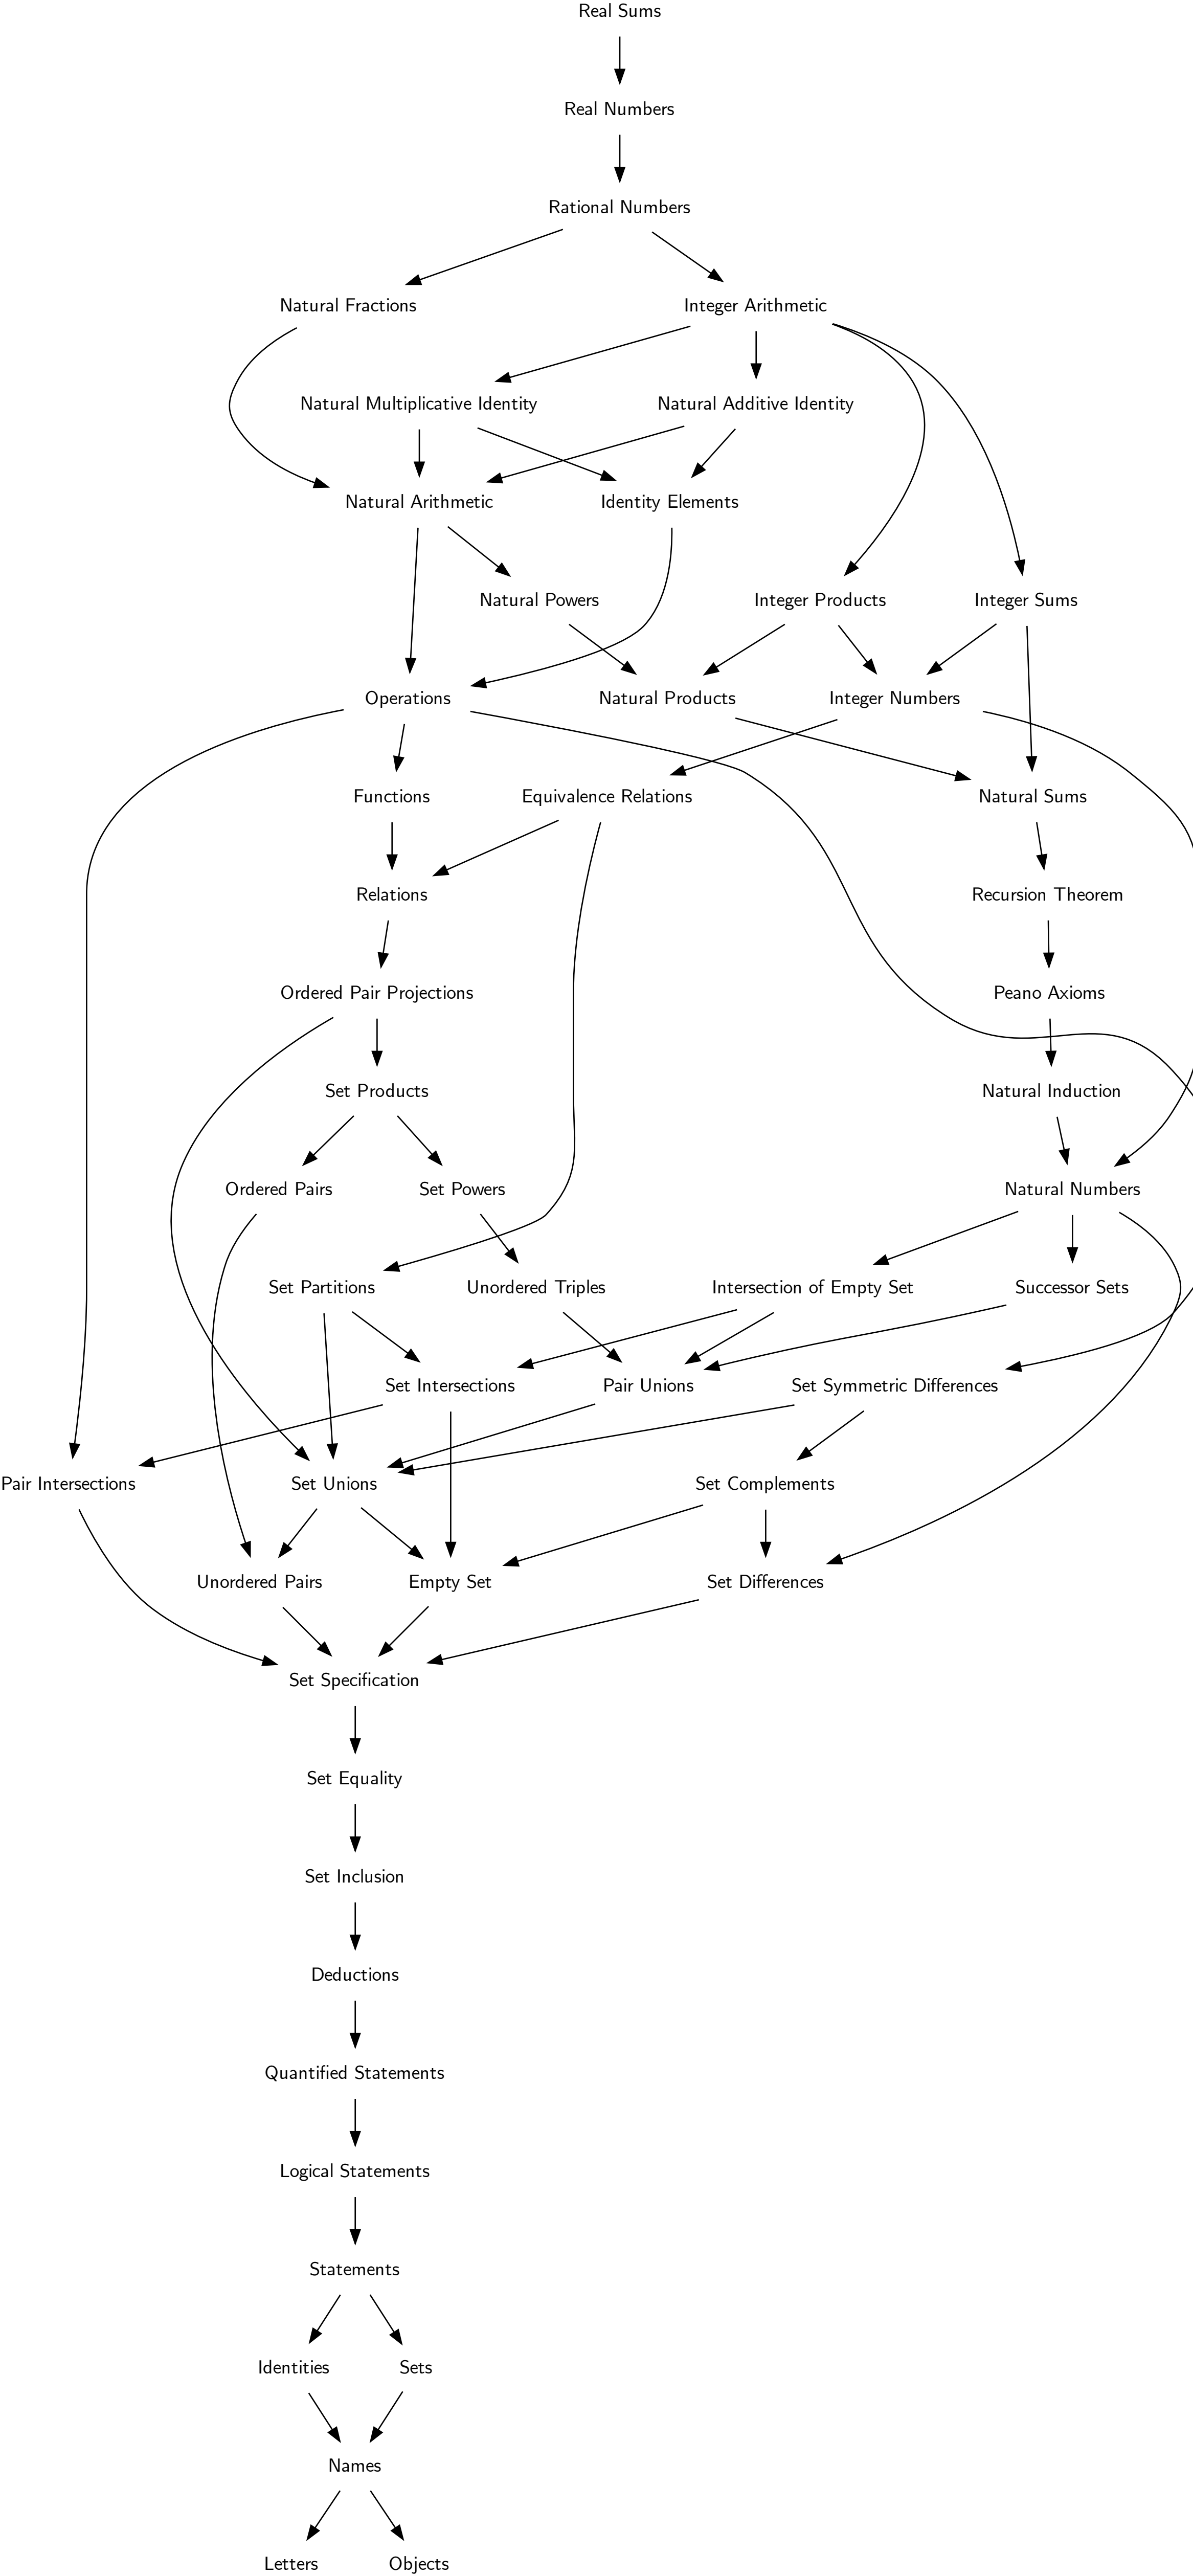 Real Sums
Real Numbers
Rational Numbers
Natural Fractions
Integer Arithmetic
Natural Multiplicative Identity
Natural Additive Identity
Natural Arithmetic
Identity Elements
Natural Powers
Integer Products
Integer Sums
Operations
Natural Products
Integer Numbers
Functions
Equivalence Relations
Natural Sums
Relations
Recursion Theorem
Ordered Pair Projections
Peano Axioms
Set Products
Natural Induction
Ordered Pairs
Set Powers
Natural Numbers
Set Partitions
Unordered Triples
Intersection of Empty Set
Successor Sets
Set Intersections
Pair Unions
Set Symmetric Differences
Pair Intersections
Set Unions
Set Complements
Unordered Pairs
Empty Set
Set Differences
Set Specification
Set Equality
Set Inclusion
Deductions
Quantified Statements
Logical Statements
Statements
Identities
Sets
Names
Letters
Objects